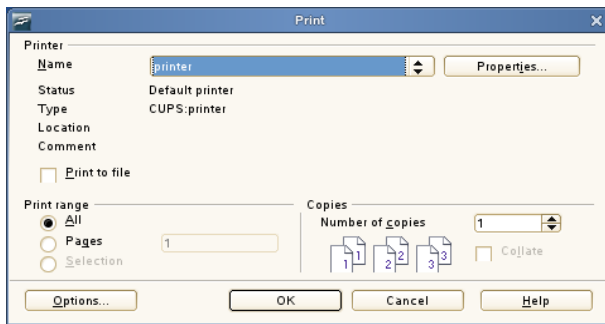 Print
Printer
Name printer Properties...
Status Default printer
Type CUPS:printer
Location
Comment
Print to file
Print range Copies
All Number of copies 1
Pages 1 1 1 2 2 3 3 Collate
Selection
Options... OK Cancel Help